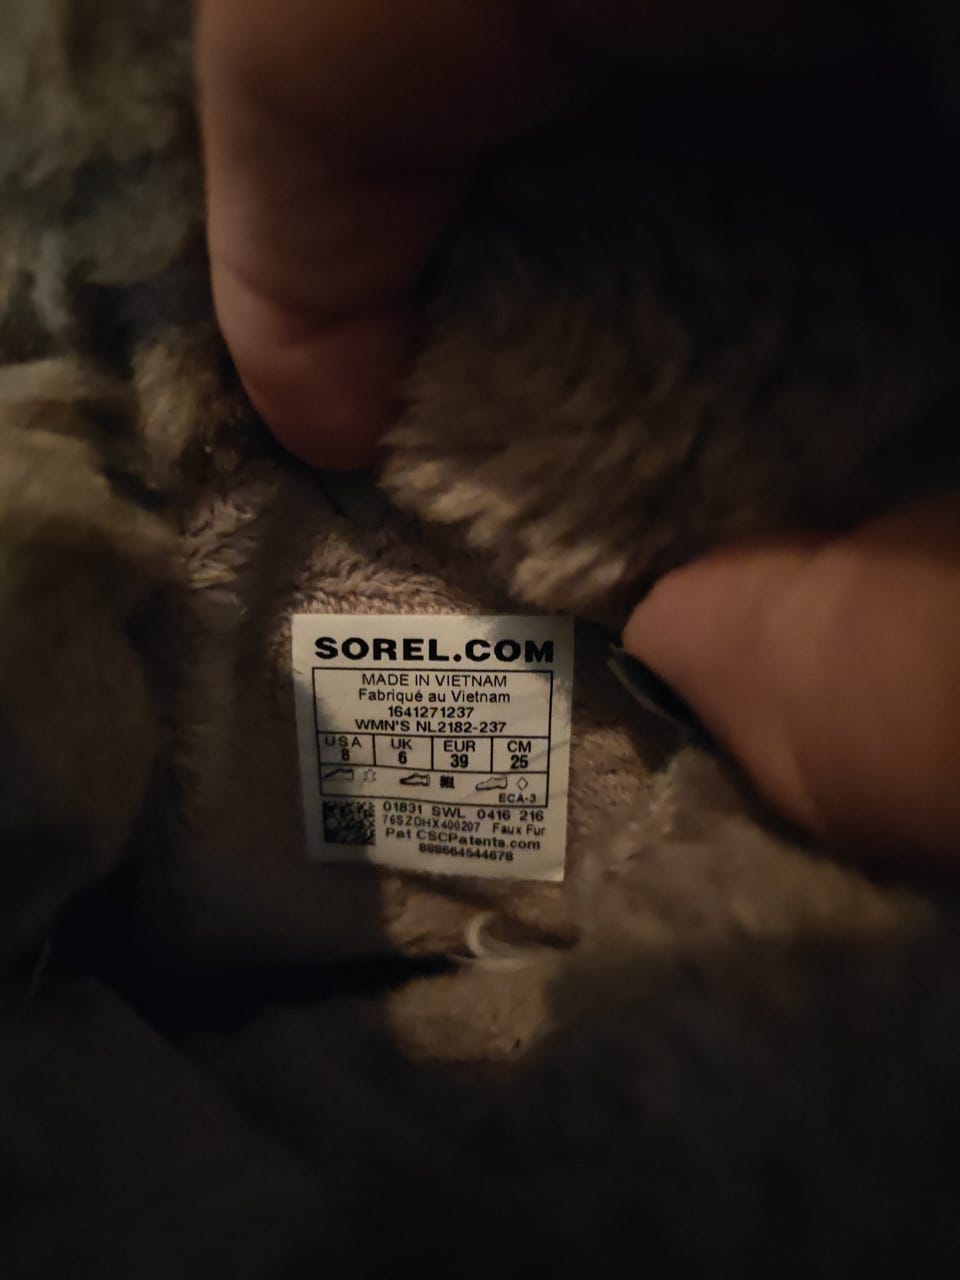 SOREL.COM
MADE IN VIETNAM
Fabriqué au Vietnam
1641271237
WMN'S NL2182-237
USA UK EUR CM
8 6 39 25
ECA-3
01831 SWL 0416 216
76SZDHX400207 Faux Fur
Pat CSCPatents.com
888664544678